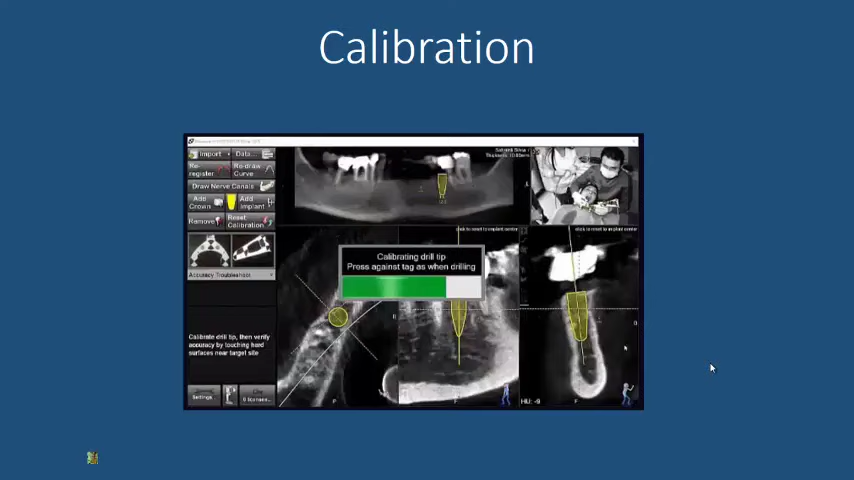 Calibration
Import
Data...
Re-register
Re-draw Curve
Draw Nerve Canals
Add Crown
Add Implant
Remove
Reset Calibration
Accuracy Troubleshoot
Calibrate drill tip, then verify
accuracy by touching hard
surfaces near target site
Settings...
Calibrating drill tip
Press against tag as when drilling
click to reset to implant center
click to reset to implant center
HU: -9
F
F